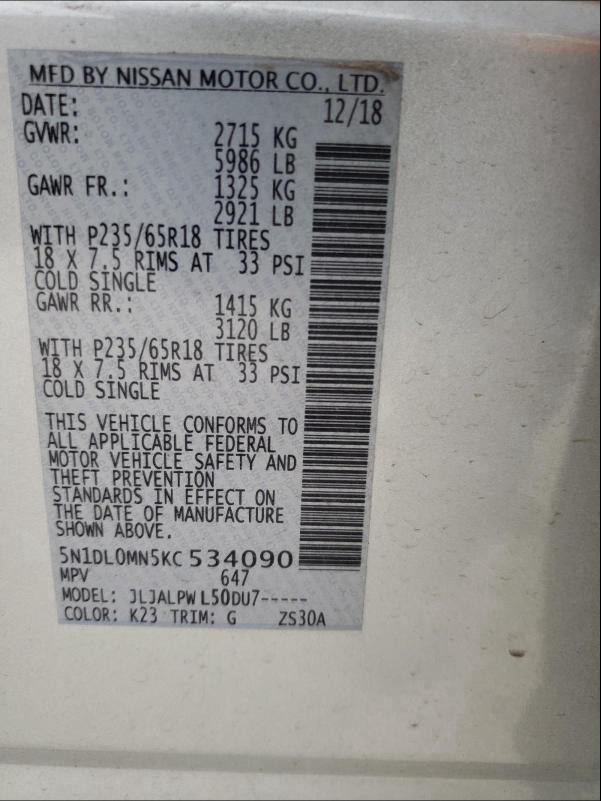 MFD BY NISSAN MOTOR CO., LTD.
DATE: 12/18
GVWR: 2715 KG
5986 LB
GAWR FR.: 1325 KG
2921 LB
WITH P235/65R18 TIRES
18 X 7.5 RIMS AT 33 PSI
COLD SINGLE
GAWR RR.: 1415 KG
3120 LB
WITH P235/65R18 TIRES
18 X 7.5 RIMS AT 33 PSI
COLD SINGLE
THIS VEHICLE CONFORMS TO
ALL APPLICABLE FEDERAL
MOTOR VEHICLE SAFETY AND
THEFT PREVENTION
STANDARDS IN EFFECT ON
THE DATE OF MANUFACTURE
SHOWN ABOVE.
5N1DL0MN5KC 534090
MPV 647
MODEL: JLJALPW L50DU7-----
COLOR: K23 TRIM: G ZS30A